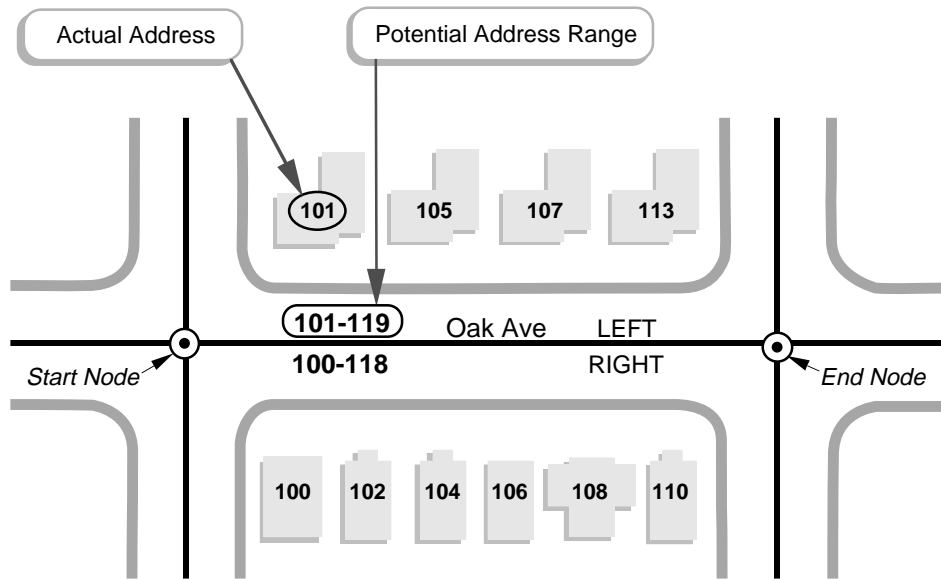 Actual Address
Potential Address Range
101
105
107
113
101-119
Oak Ave
LEFT
100-118
RIGHT
Start Node
End Node
100
102
104
106
108
110